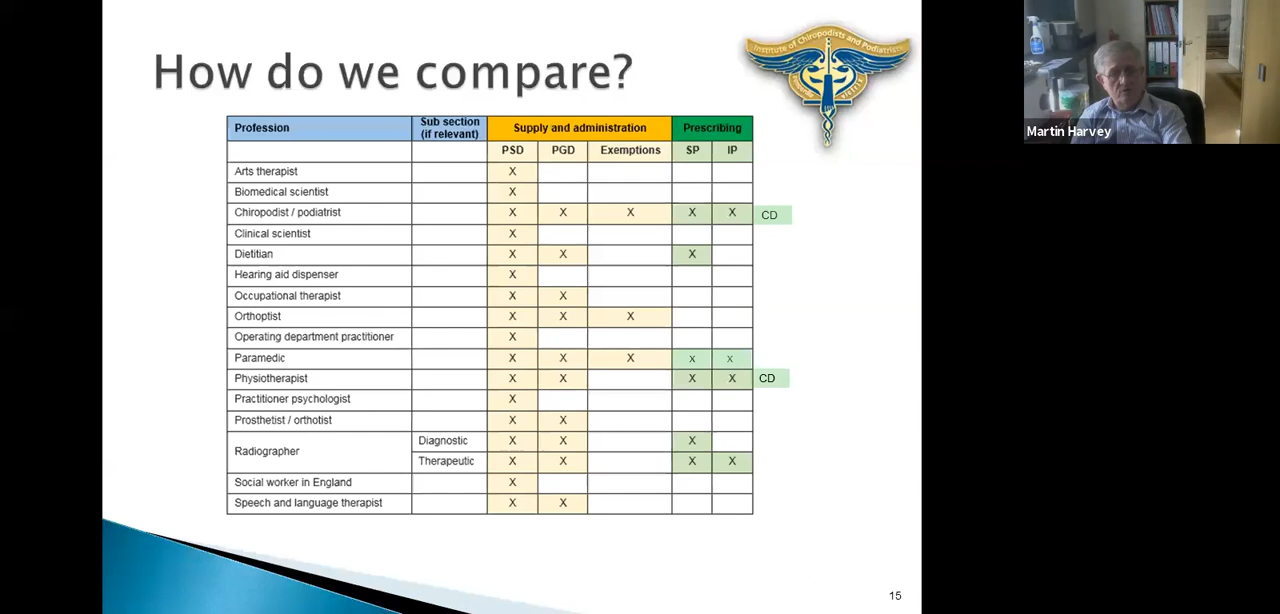 How do we compare?
Institute of Chiropodists and Podiatrists
Martin Harvey
Profession Sub section (if relevant) Supply and administration Prescribing
PSD PGD Exemptions SP IP
Arts therapist X
Biomedical scientist X
Chiropodist / podiatrist X X X X X CD
Clinical scientist X
Dietitian X X X
Hearing aid dispenser X
Occupational therapist X X
Orthoptist X X X
Operating department practitioner X
Paramedic X X X x x
Physiotherapist X X X X CD
Practitioner psychologist X
Prosthetist / orthotist X X
Radiographer
Diagnostic X X X
Therapeutic X X X X
Social worker in England X
Speech and language therapist X X
15